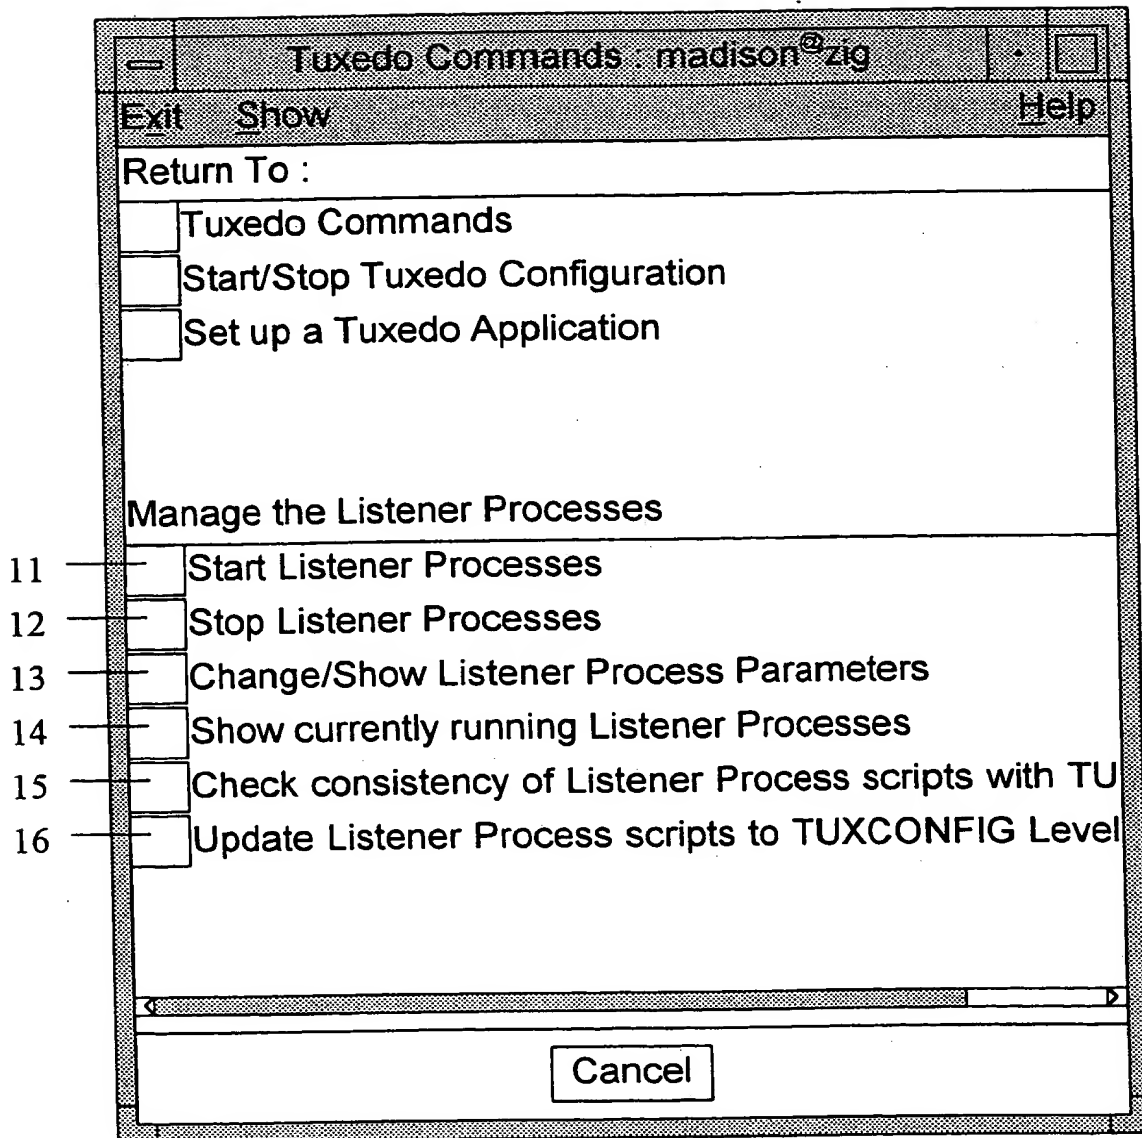 Tuxedo Commands : madison@zig
Exit Show Help
Return To :
Tuxedo Commands
Start/Stop Tuxedo Configuration
Set up a Tuxedo Application
Manage the Listener Processes
11 Start Listener Processes
12 Stop Listener Processes
13 Change/Show Listener Process Parameters
14 Show currently running Listener Processes
15 Check consistency of Listener Process scripts with TU
16 Update Listener Process scripts to TUXCONFIG Level
Cancel